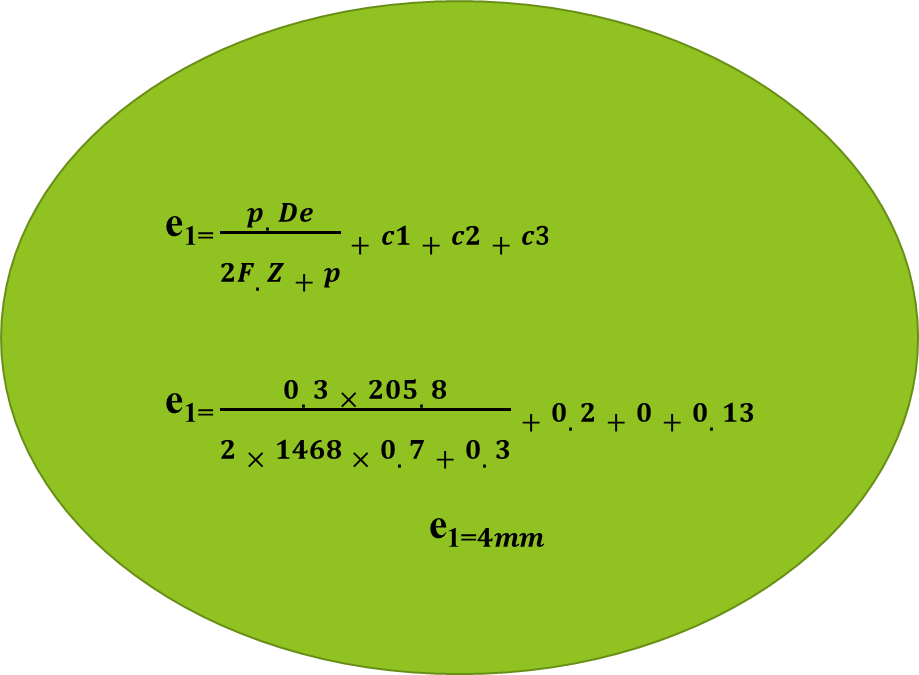 e1= p. De / 2F. Z + p + c1 + c2 + c3
e1= 0. 3 × 205. 8 / 2 × 1468 × 0. 7 + 0. 3 + 0. 2 + 0 + 0. 13
e1=4mm